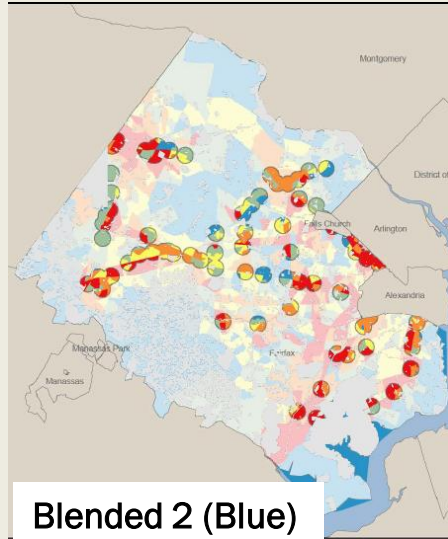 Montgomery
District of
Falls Church
Arlington
Alexandria
Fairfax
Manassas Park
Manassas
Blended 2 (Blue)